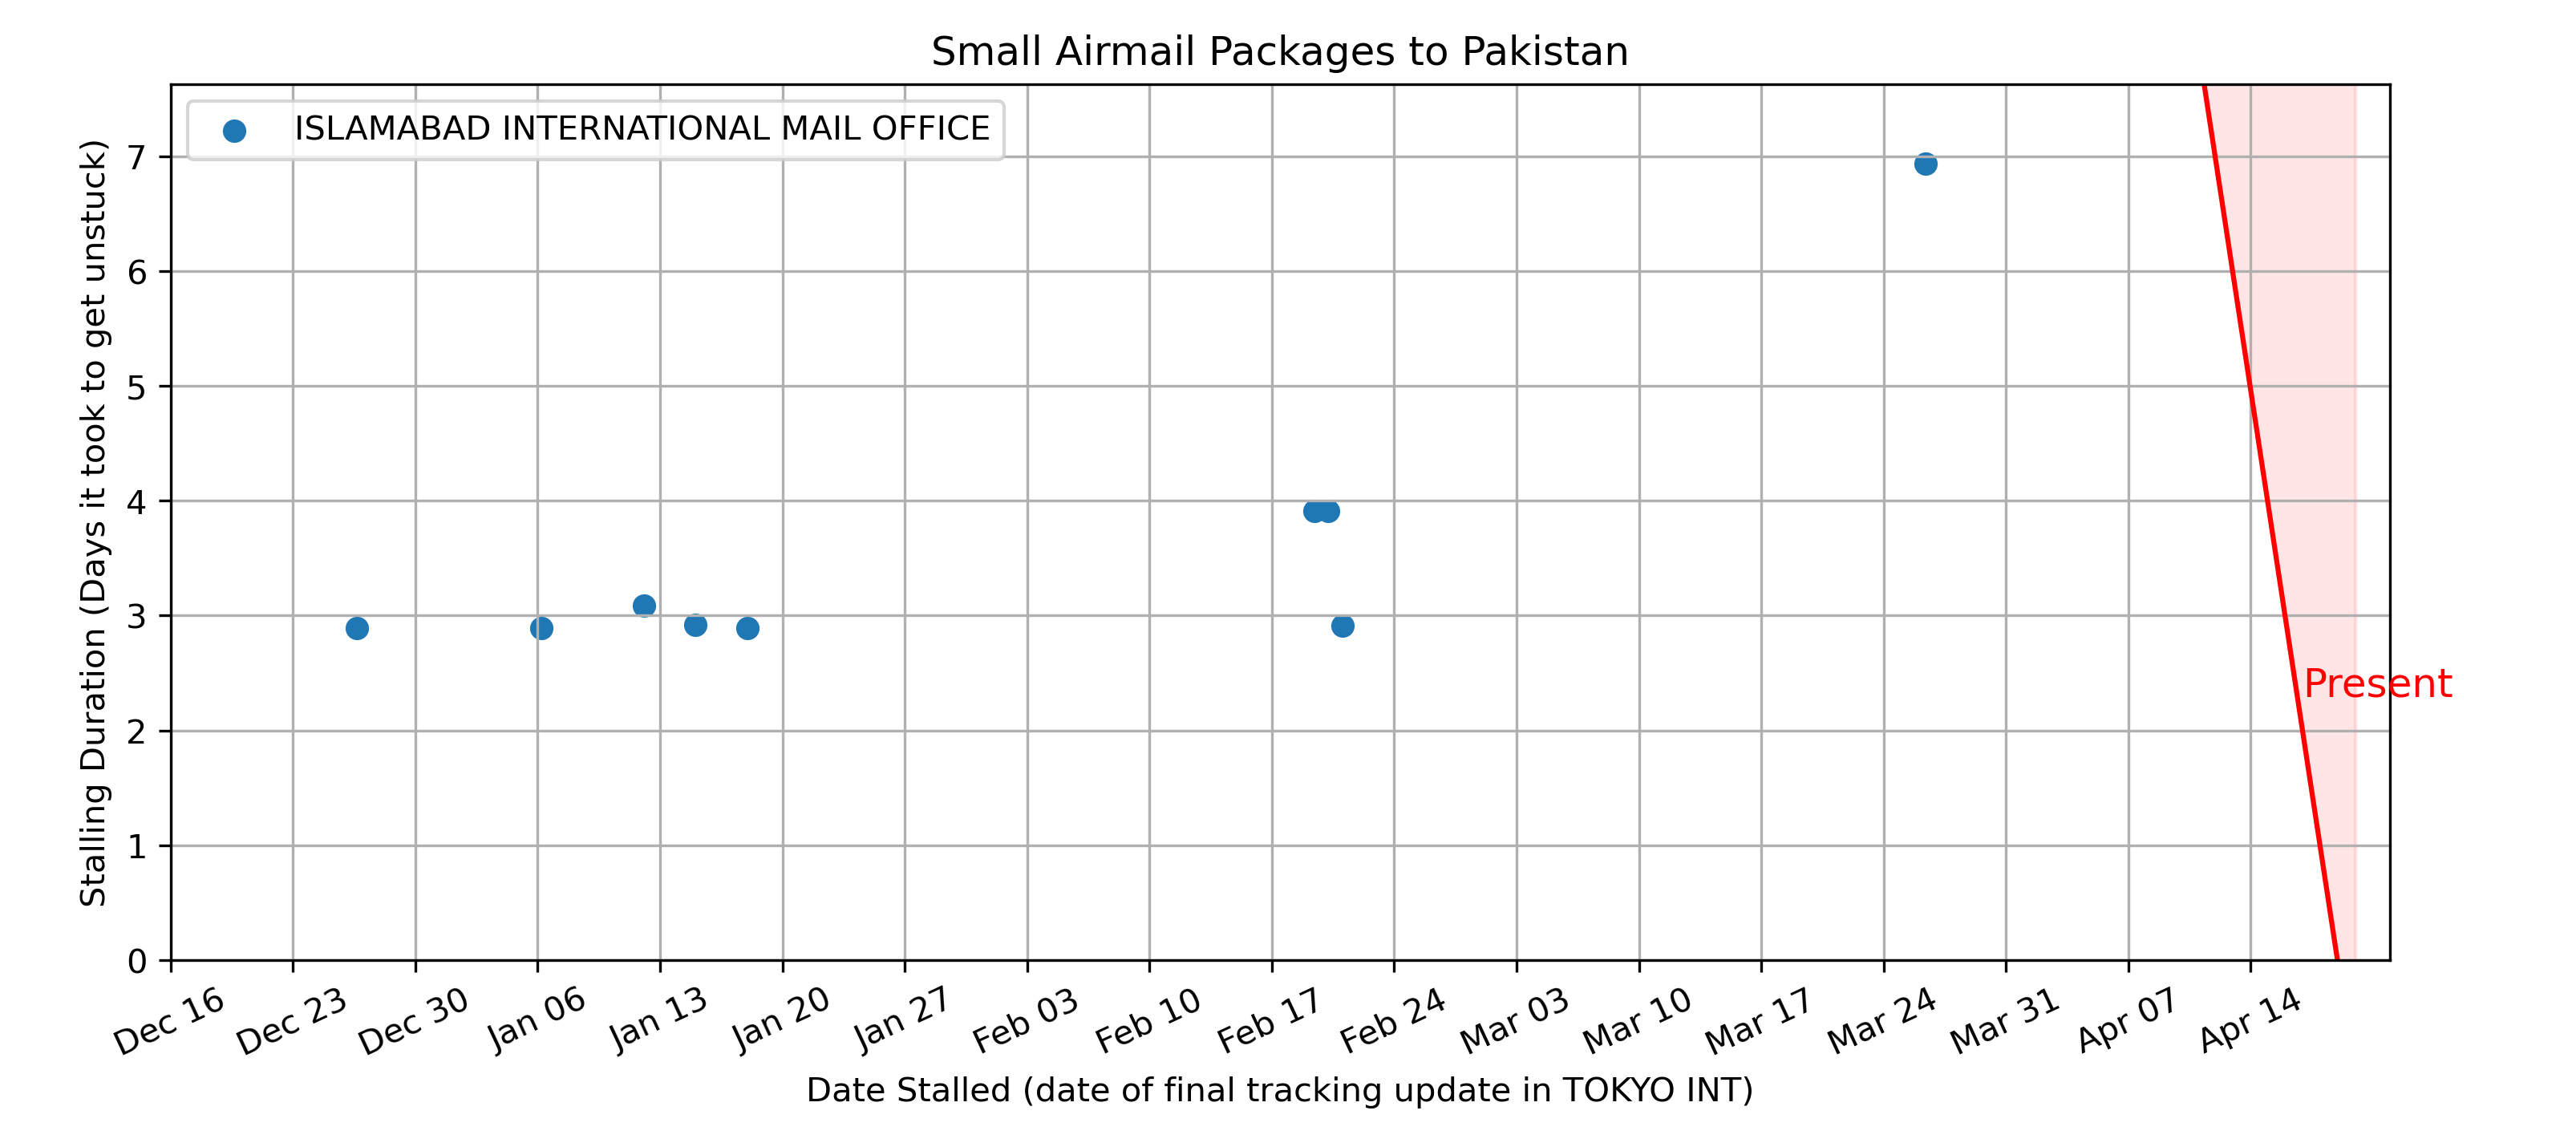 Small Airmail Packages to Pakistan
ISLAMABAD INTERNATIONAL MAIL OFFICE
Stalling Duration (Days it took to get unstuck)
7
6
5
4
3
2
1
0
Present
Dec 16
Dec 23
Dec 30
Jan 06
Jan 13
Jan 20
Jan 27
Feb 03
Feb 10
Feb 17
Feb 24
Mar 03
Mar 10
Mar 17
Mar 24
Mar 31
Apr 07
Apr 14
Date Stalled (date of final tracking update in TOKYO INT)